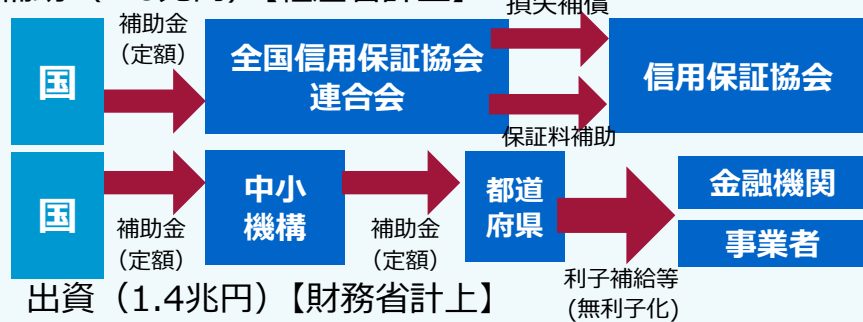 補助金
(定額)
損失補償
国
全国信用保証協会
連合会
信用保証協会
保証料補助
国
中小
機構
都道
府県
金融機関
事業者
補助金
(定額)
補助金
(定額)
利子補給等
(無利子化)
出資（1.4兆円）【財務省計上】